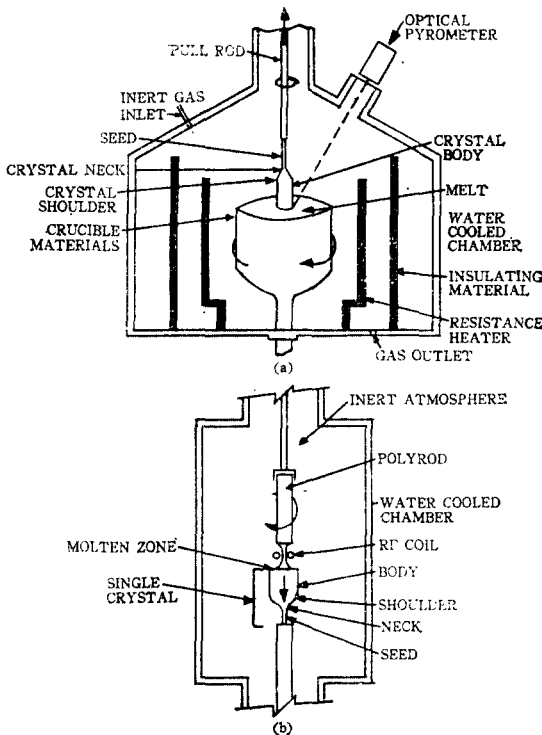 OPTICAL
PYROMETER
PULL ROD
INERT GAS
INLET
SEED
CRYSTAL NECK
CRYSTAL
SHOULDER
CRUCIBLE
MATERIALS
CRYSTAL
BODY
MELT
WATER
COOLED
CHAMBER
INSULATING
MATERIAL
RESISTANCE
HEATER
GAS OUTLET
(a)
INERT ATMOSPHERE
POLYROD
WATER COOLED
CHAMBER
MOLTEN ZONE
RF COIL
BODY
SINGLE
CRYSTAL
SHOULDER
NECK
SEED
(b)